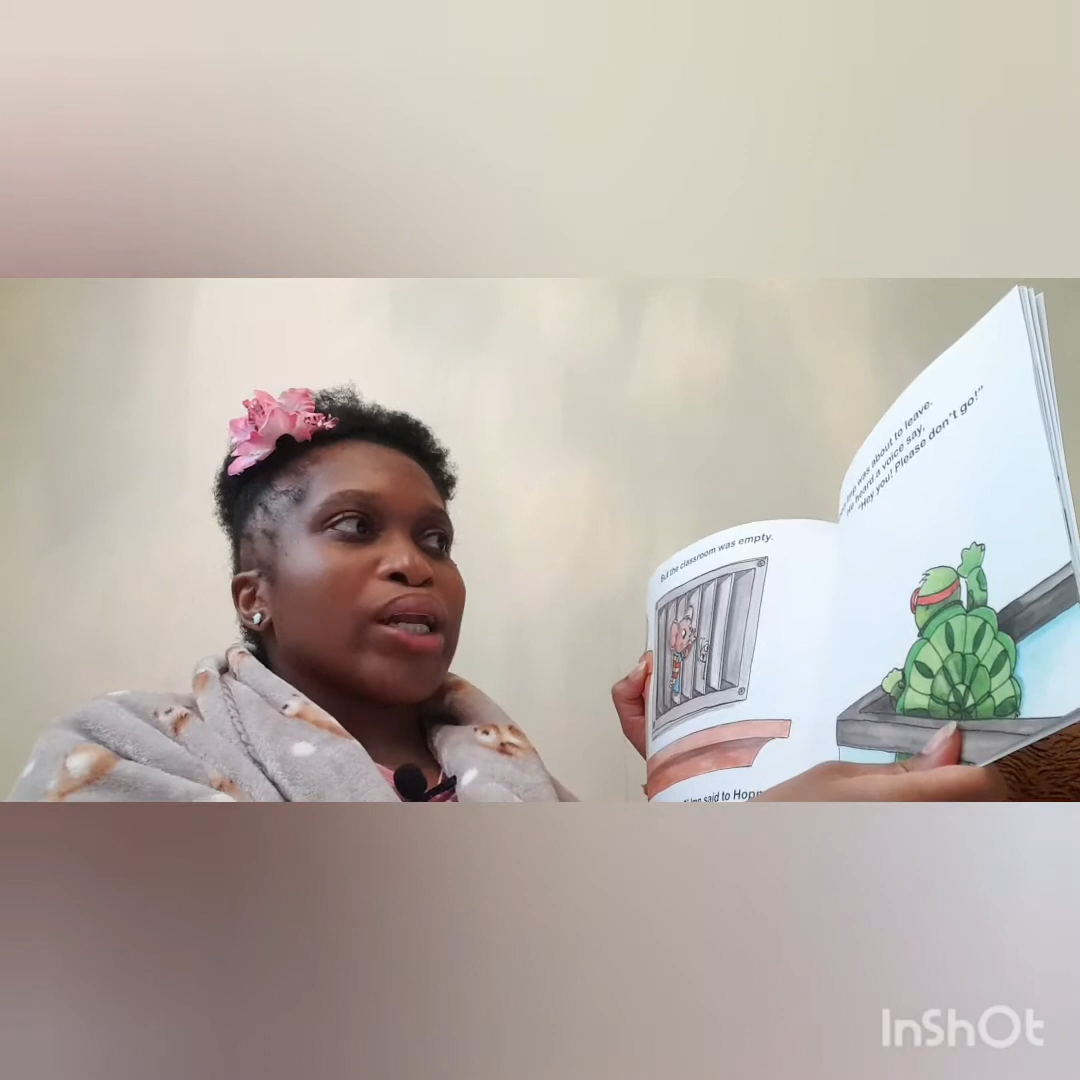 But the classroom was empty.
said to Hopp
was about to leave.
He heard a voice say,
"Hey you! Please don't go!"
InShOt